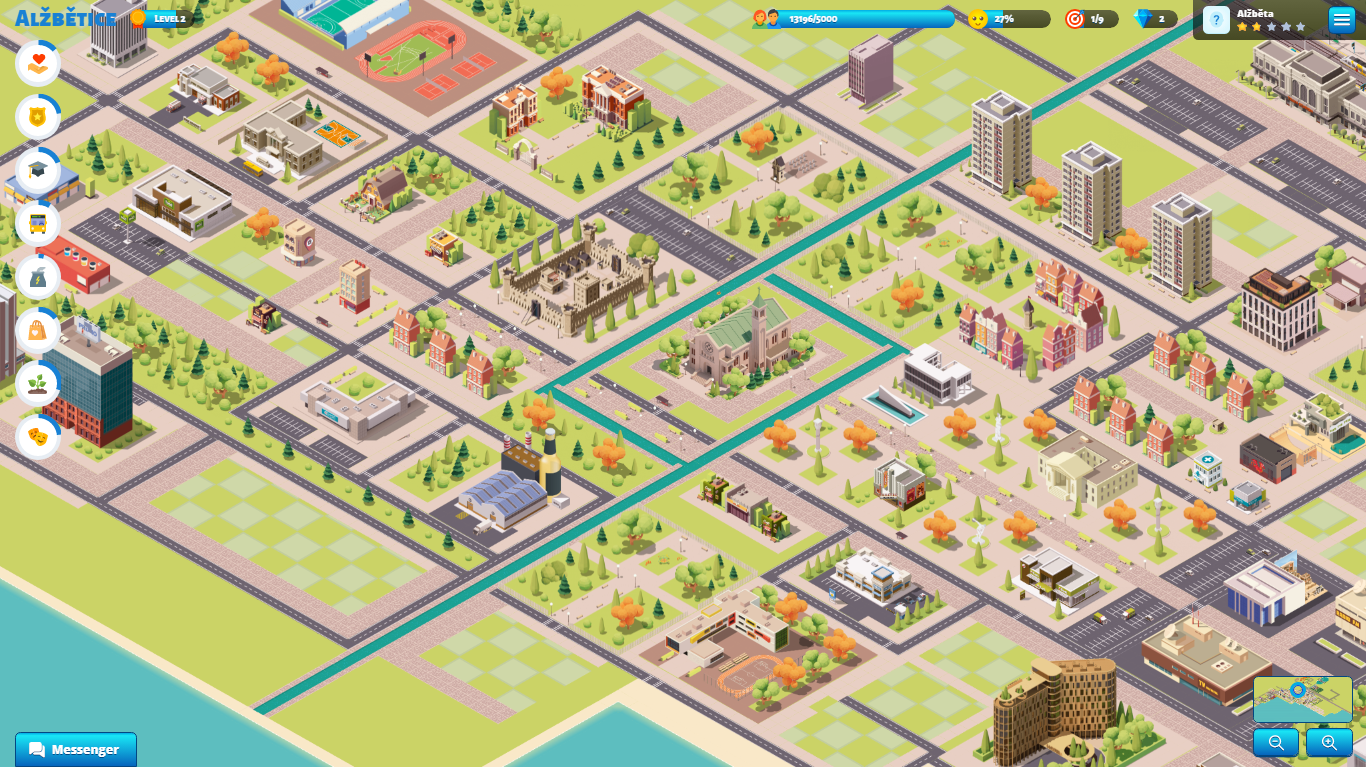 ALŽBĚTICE
LEVEL 2
13196/5000
27%
1/9
2
?
Alžběta
Messenger